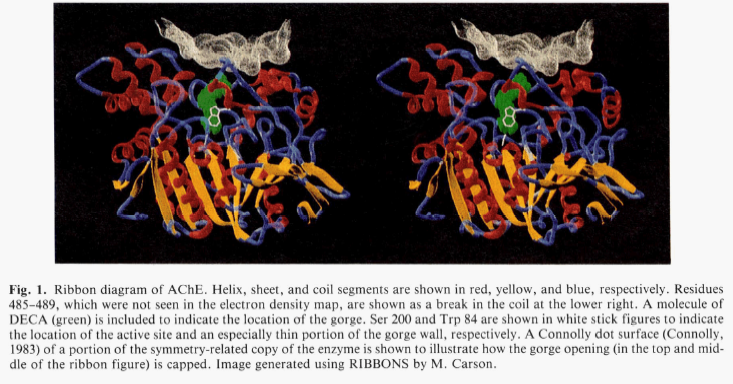 Fig. 1. Ribbon diagram of AChE. Helix, sheet, and coil segments are shown in red, yellow, and blue, respectively. Residues
485-489, which were not seen in the electron density map, are shown as a break in the coil at the lower right. A molecule of
DECA (green) is included to indicate the location of the gorge. Ser 200 and Trp 84 are shown in white stick figures to indicate
the location of the active site and an especially thin portion of the gorge wall, respectively. A Connolly dot surface (Connolly,
1983) of a portion of the symmetry-related copy of the enzyme is shown to illustrate how the gorge opening (in the top and mid-
dle of the ribbon figure) is capped. Image generated using RIBBONS by M. Carson.